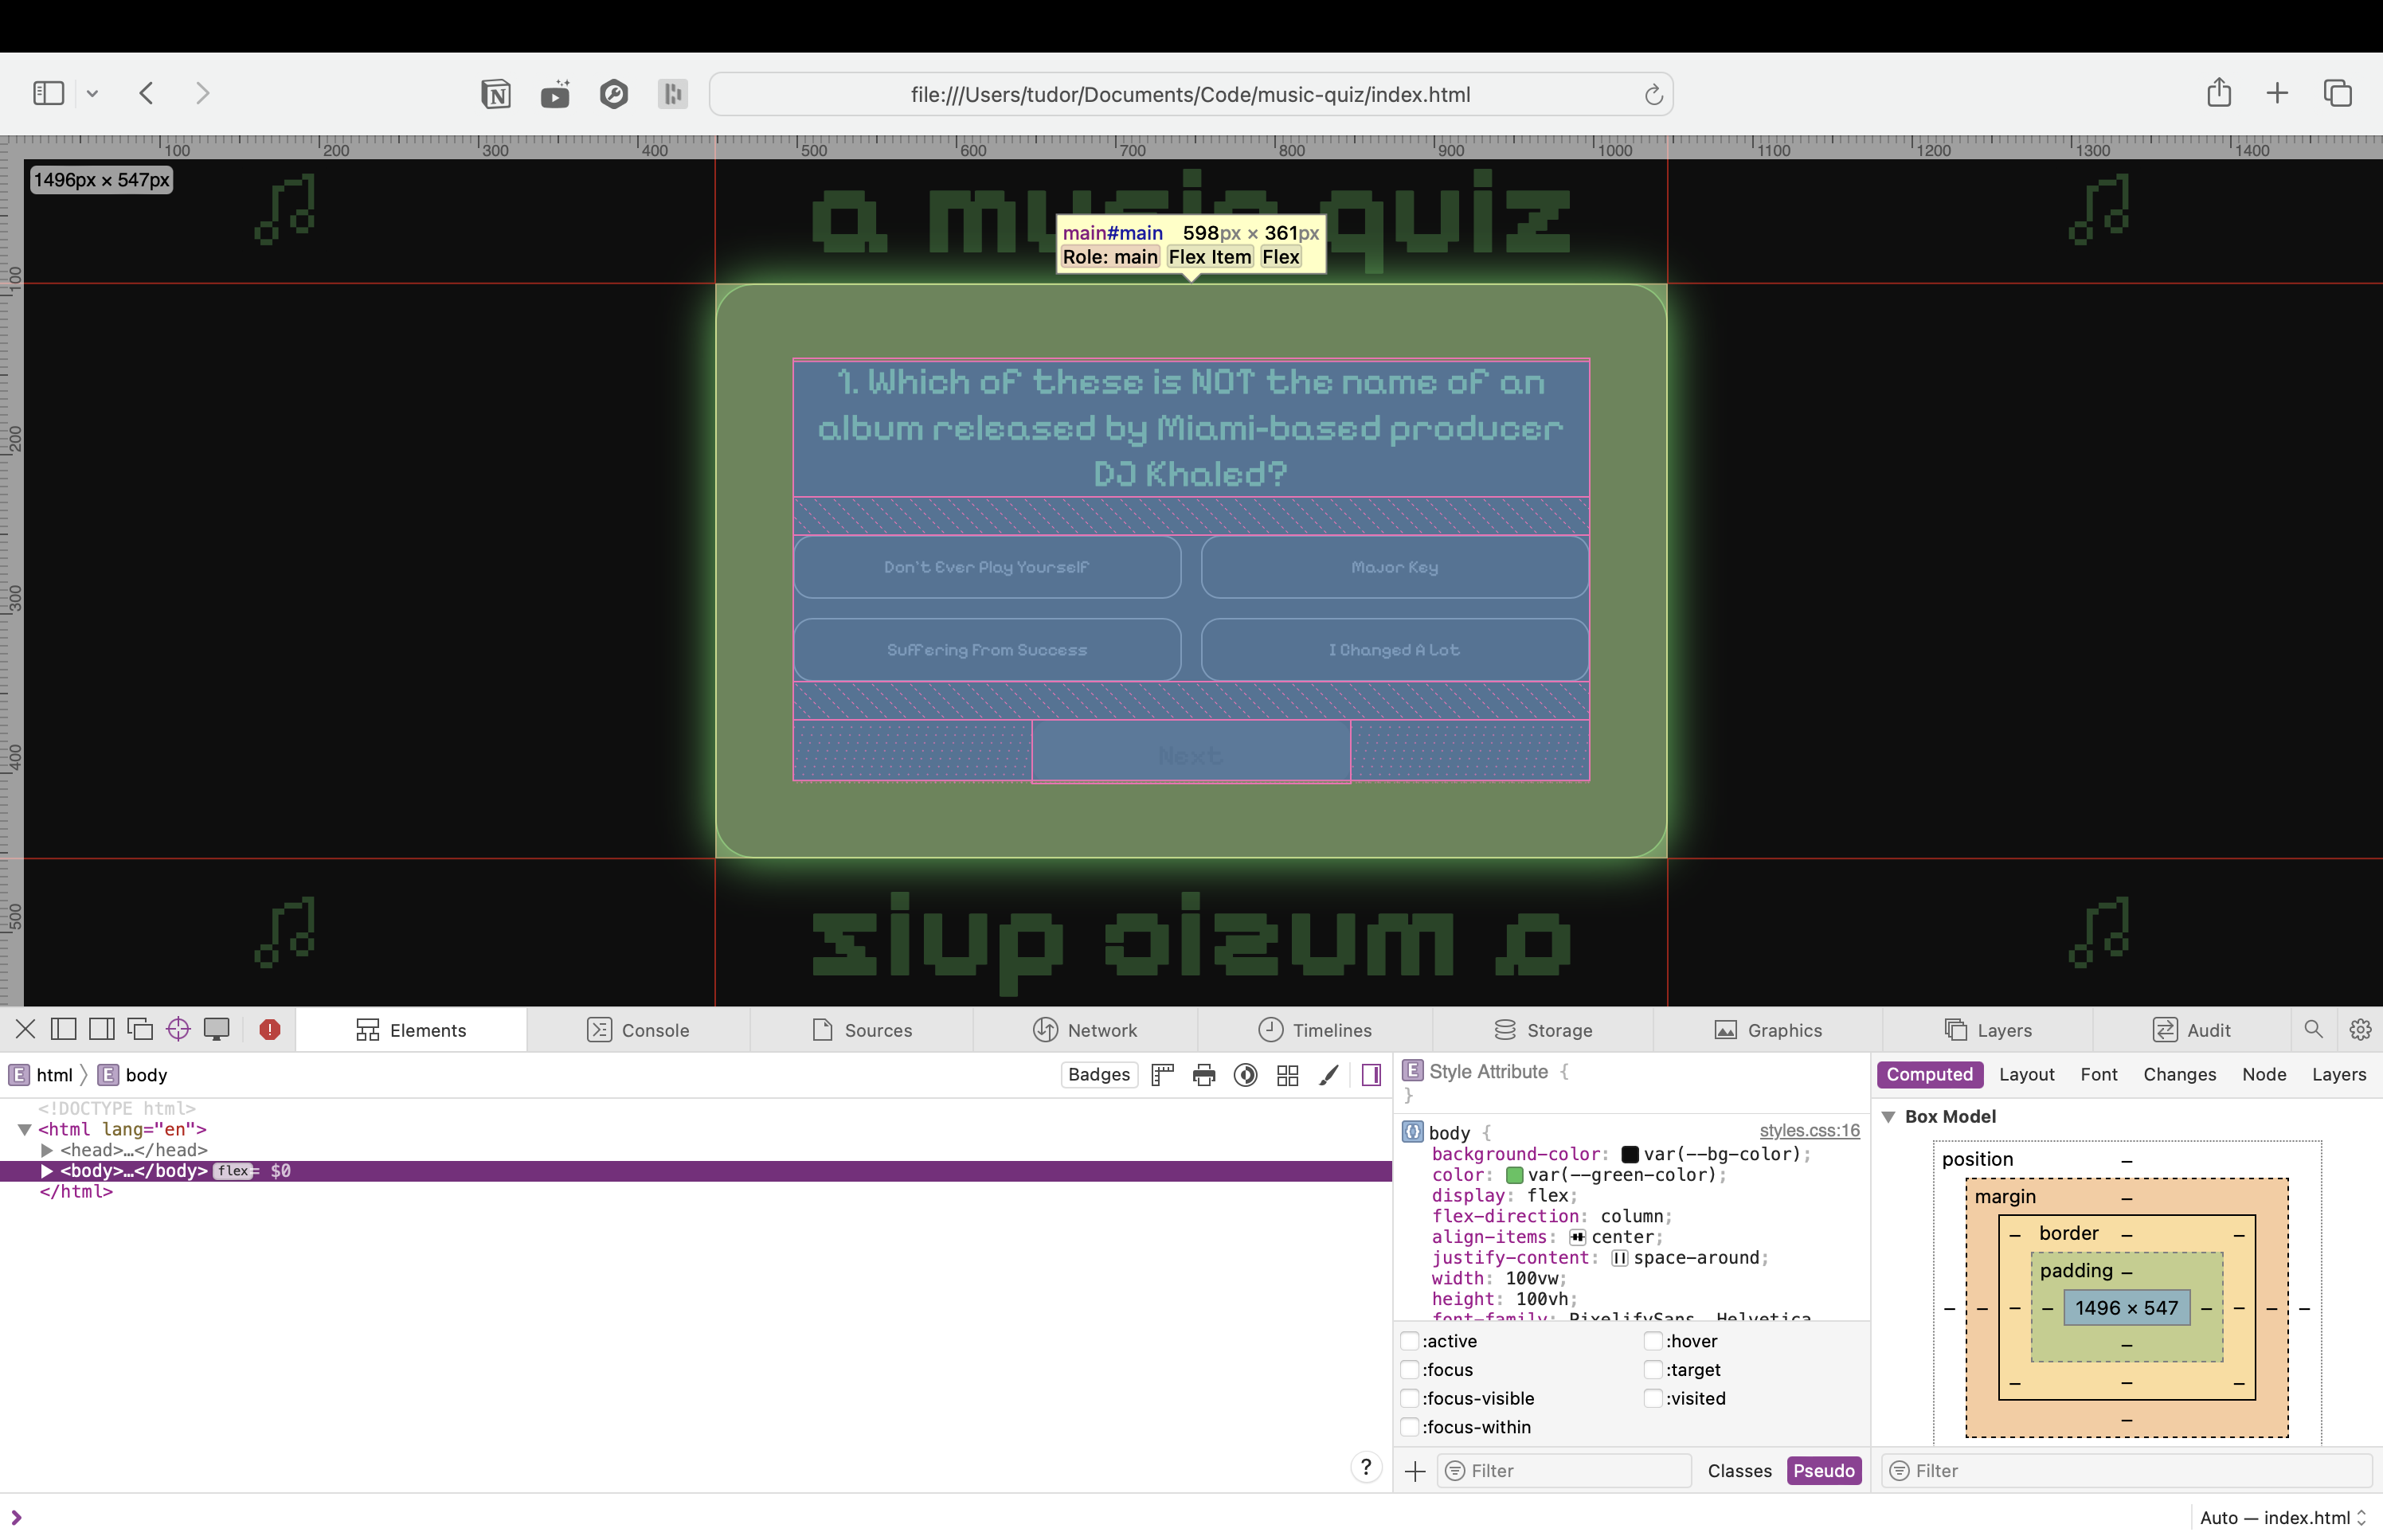 file:///Users/tudor/Documents/Code/music-quiz/index.html
100 200 300 400 500 600 700 800 900 1000 1100 1200 1300 1400
1496px × 547px
a music quiz
main#main 598px × 361px
Role: main Flex Item Flex
100
200
300
400
500
1. Which of these is NOT the name of an
album released by Miami-based producer
DJ Khaled?
Don't Ever Play Yourself
Major Key
Suffering From Success
I Changed A Lot
Next
a music quiz
Elements Console Sources Network Timelines Storage Graphics Layers Audit
E html E body
Badges
<!DOCTYPE html>
<html lang="en">
<head>…</head>
<body>…</body> flex = $0
</html>
E Style Attribute {
}
body {
styles.css:16
background-color: var(--bg-color);
color: var(--green-color);
display: flex;
flex-direction: column;
align-items: center;
justify-content: space-around;
width: 100vw;
height: 100vh;
font-family: PixelifySans, Helvetica
:active :hover
:focus :target
:focus-visible :visited
:focus-within
Filter Classes Pseudo
Computed Layout Font Changes Node Layers
Box Model
position –
margin –
– border – –
padding –
– – – – 1496 × 547 – – – –
–
– – –
–
Filter
?
Auto — index.html